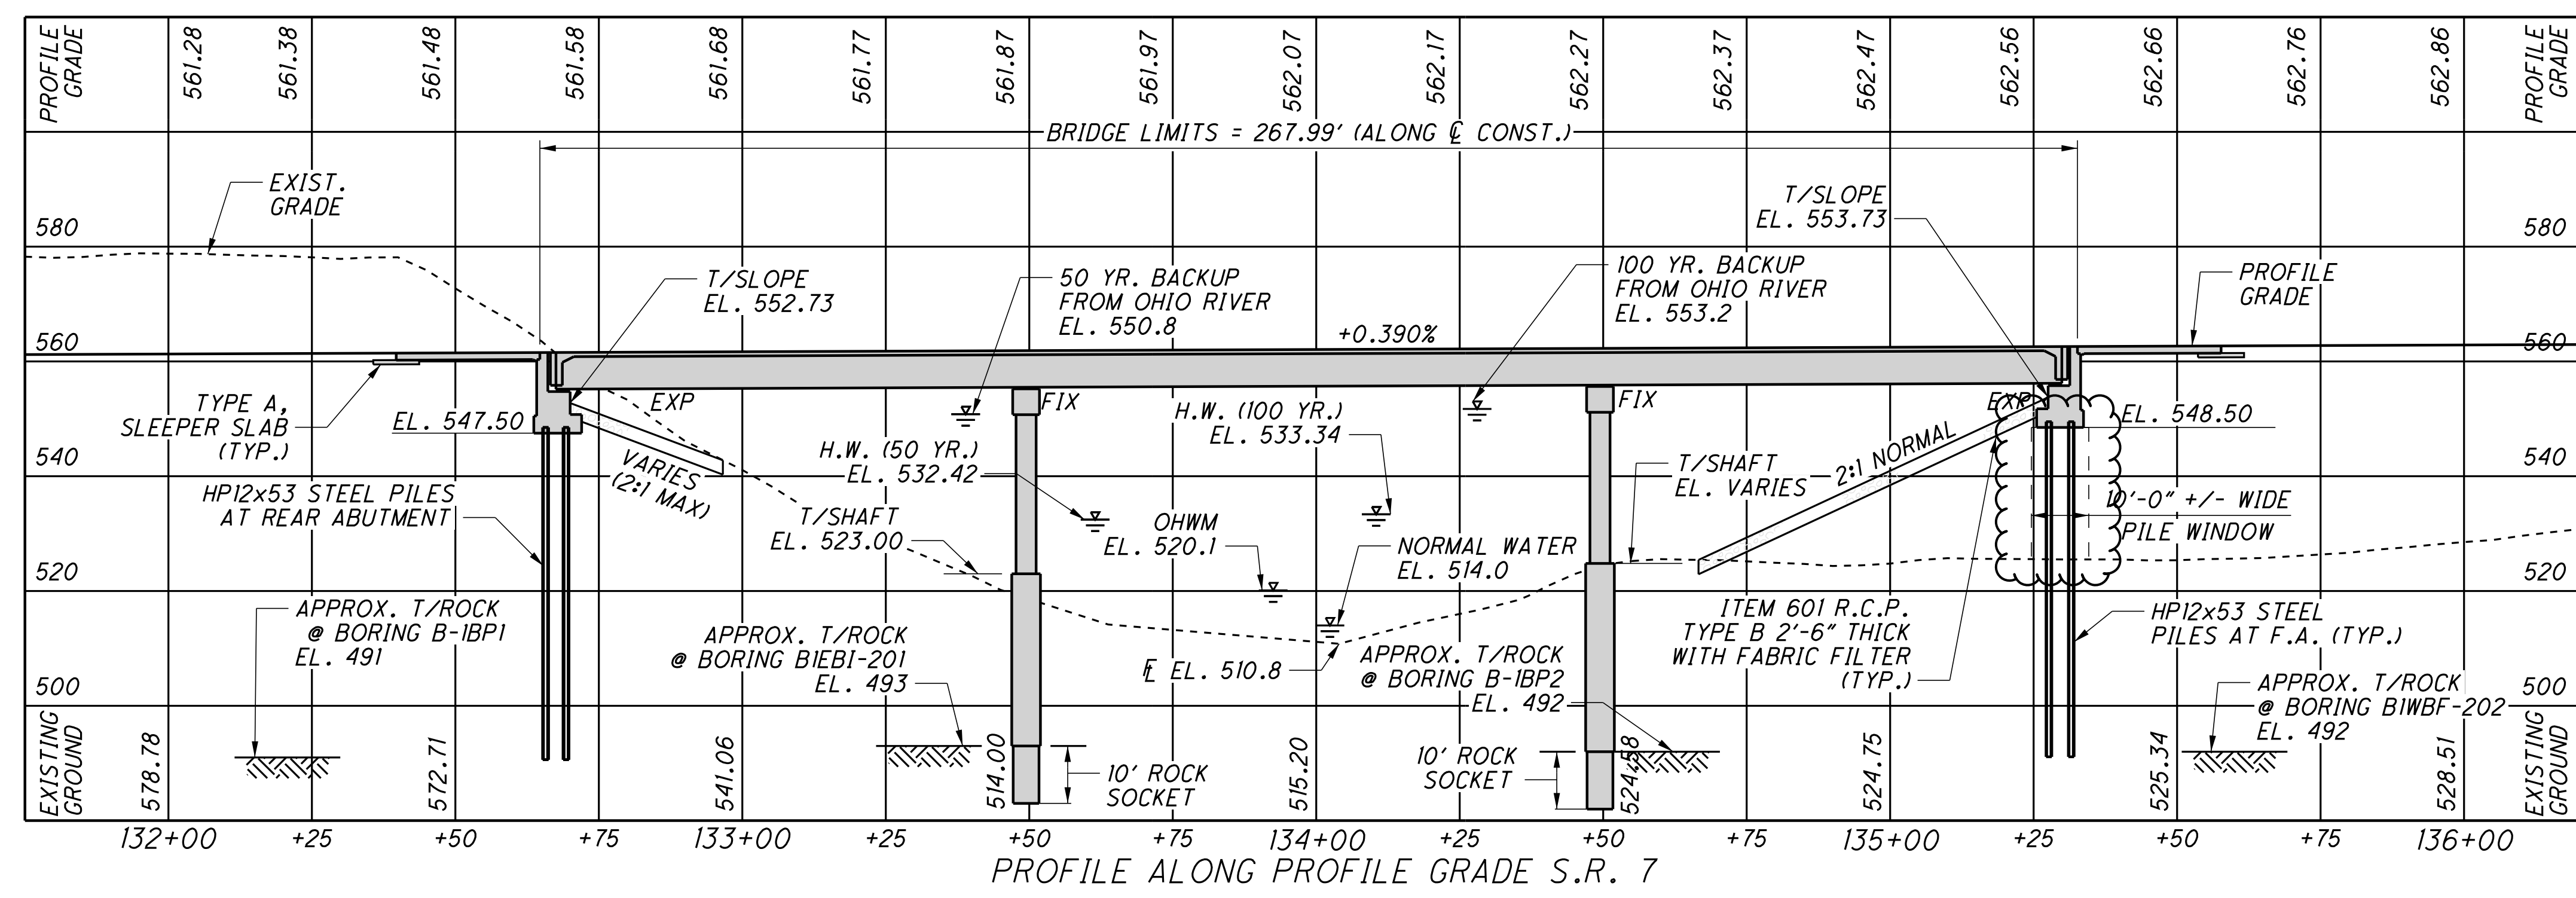 PROFILE
GRADE
561.28
561.38
561.48
561.58
561.68
561.77
561.87
561.97
562.07
562.17
562.27
562.37
562.47
562.56
562.66
562.76
562.86
PROFILE
GRADE
BRIDGE LIMITS = 267.99' (ALONG ℄ CONST.)
EXIST.
GRADE
T/SLOPE
EL. 553.73
580
580
T/SLOPE
EL. 552.73
50 YR. BACKUP
FROM OHIO RIVER
EL. 550.8
100 YR. BACKUP
FROM OHIO RIVER
EL. 553.2
PROFILE
GRADE
+0.390%
560
560
TYPE A,
SLEEPER SLAB
(TYP.)
EL. 547.50
EXP
FIX
H.W. (100 YR.)
EL. 533.34
FIX
EXP
EL. 548.50
540
540
VARIES
(2:1 MAX)
H.W. (50 YR.)
EL. 532.42
T/SHAFT
EL. VARIES
2:1 NORMAL
HP12x53 STEEL PILES
AT REAR ABUTMENT
T/SHAFT
EL. 523.00
OHWM
EL. 520.1
NORMAL WATER
EL. 514.0
10'-0" +/- WIDE
PILE WINDOW
520
520
APPROX. T/ROCK
@ BORING B-1BP1
EL. 491
APPROX. T/ROCK
@ BORING B1EBI-201
EL. 493
EL. 510.8
APPROX. T/ROCK
@ BORING B-1BP2
EL. 492
ITEM 601 R.C.P.
TYPE B 2'-6" THICK
WITH FABRIC FILTER
(TYP.)
HP12x53 STEEL
PILES AT F.A. (TYP.)
APPROX. T/ROCK
@ BORING B1WBF-202
EL. 492
500
500
10' ROCK
SOCKET
10' ROCK
SOCKET
EXISTING
GROUND
578.78
572.71
541.06
514.00
515.20
524.58
524.75
525.34
528.51
EXISTING
GROUND
132+00
+25
+50
+75
133+00
+25
+50
+75
134+00
+25
+50
+75
135+00
+25
+50
+75
136+00
PROFILE ALONG PROFILE GRADE S.R. 7